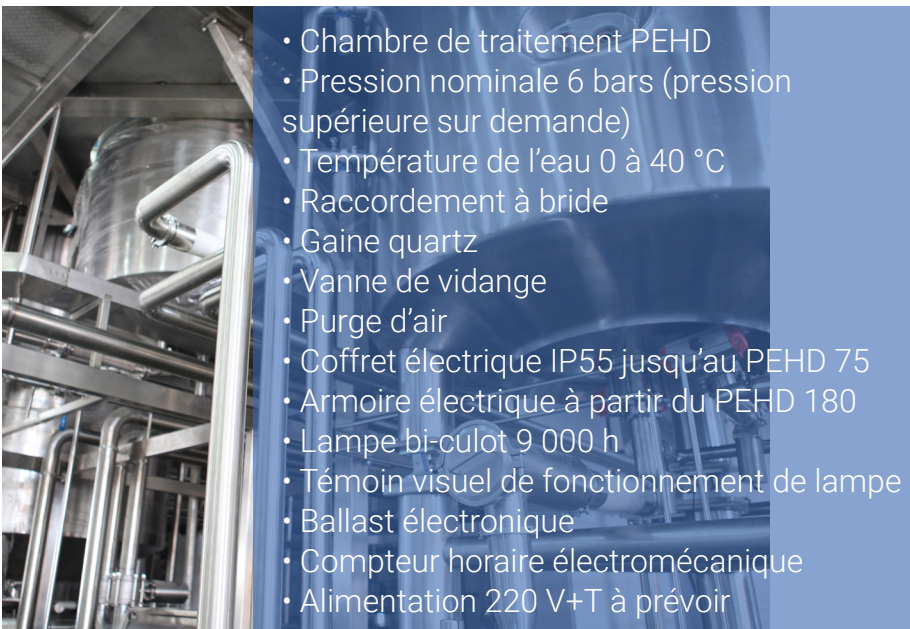 • Chambre de traitement PEHD
• Pression nominale 6 bars (pression
supérieure sur demande)
• Température de l’eau 0 à 40 °C
• Raccordement à bride
• Gaine quartz
• Vanne de vidange
• Purge d’air
• Coffret électrique IP55 jusqu’au PEHD 75
• Armoire électrique à partir du PEHD 180
• Lampe bi-culot 9 000 h
• Témoin visuel de fonctionnement de lampe
• Ballast électronique
• Compteur horaire électromécanique
• Alimentation 220 V+T à prévoir